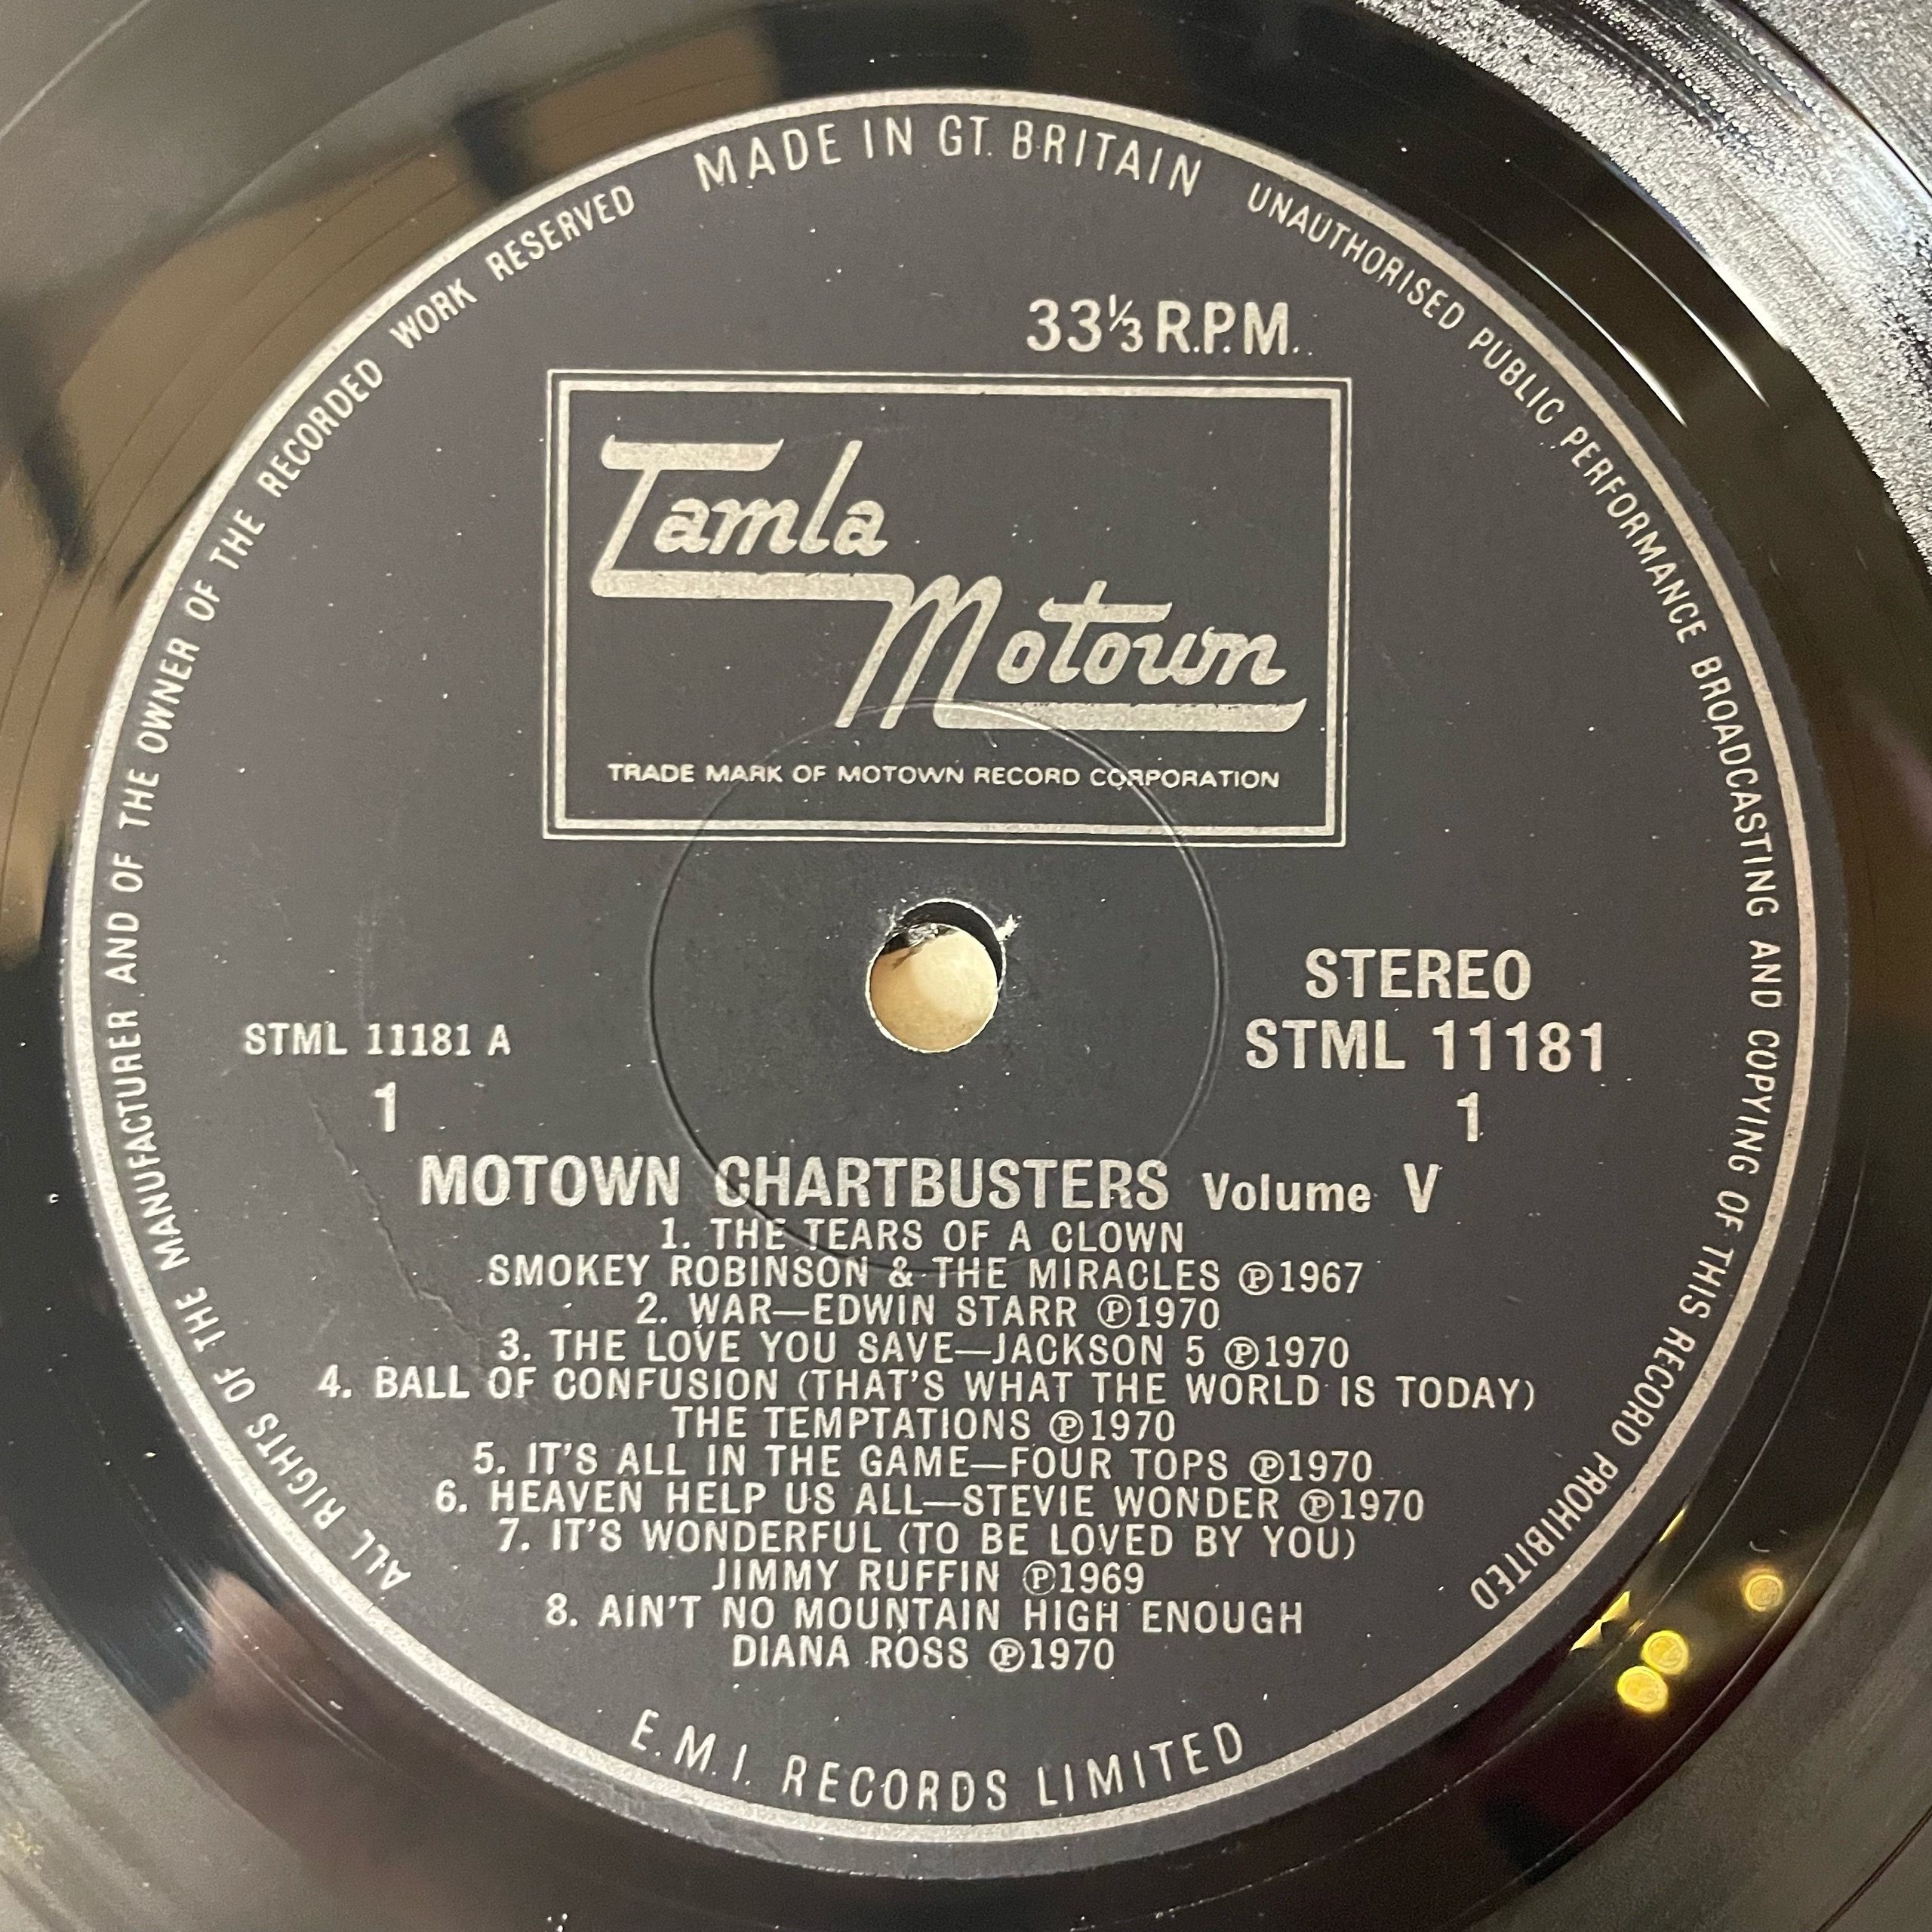 MADE IN GT. BRITAIN
UNAUTHORISED PUBLIC PERFORMANCE BROADCASTING AND COPYING OF THIS RECORD PROHIBITED
ALL RIGHTS OF THE MANUFACTURER AND OF THE OWNER OF THE RECORDED WORK RESERVED
33⅓ R.P.M.
Tamla
Motown
TRADE MARK OF MOTOWN RECORD CORPORATION
STEREO
STML 11181 A
STML 11181
1
1
MOTOWN CHARTBUSTERS Volume V
1. THE TEARS OF A CLOWN
SMOKEY ROBINSON & THE MIRACLES ℗1967
2. WAR—EDWIN STARR ℗1970
3. THE LOVE YOU SAVE—JACKSON 5 ℗1970
4. BALL OF CONFUSION (THAT'S WHAT THE WORLD IS TODAY)
THE TEMPTATIONS ℗1970
5. IT'S ALL IN THE GAME—FOUR TOPS ℗1970
6. HEAVEN HELP US ALL—STEVIE WONDER ℗1970
7. IT'S WONDERFUL (TO BE LOVED BY YOU)
JIMMY RUFFIN ℗1969
8. AIN'T NO MOUNTAIN HIGH ENOUGH
DIANA ROSS ℗1970
E.M.I. RECORDS LIMITED